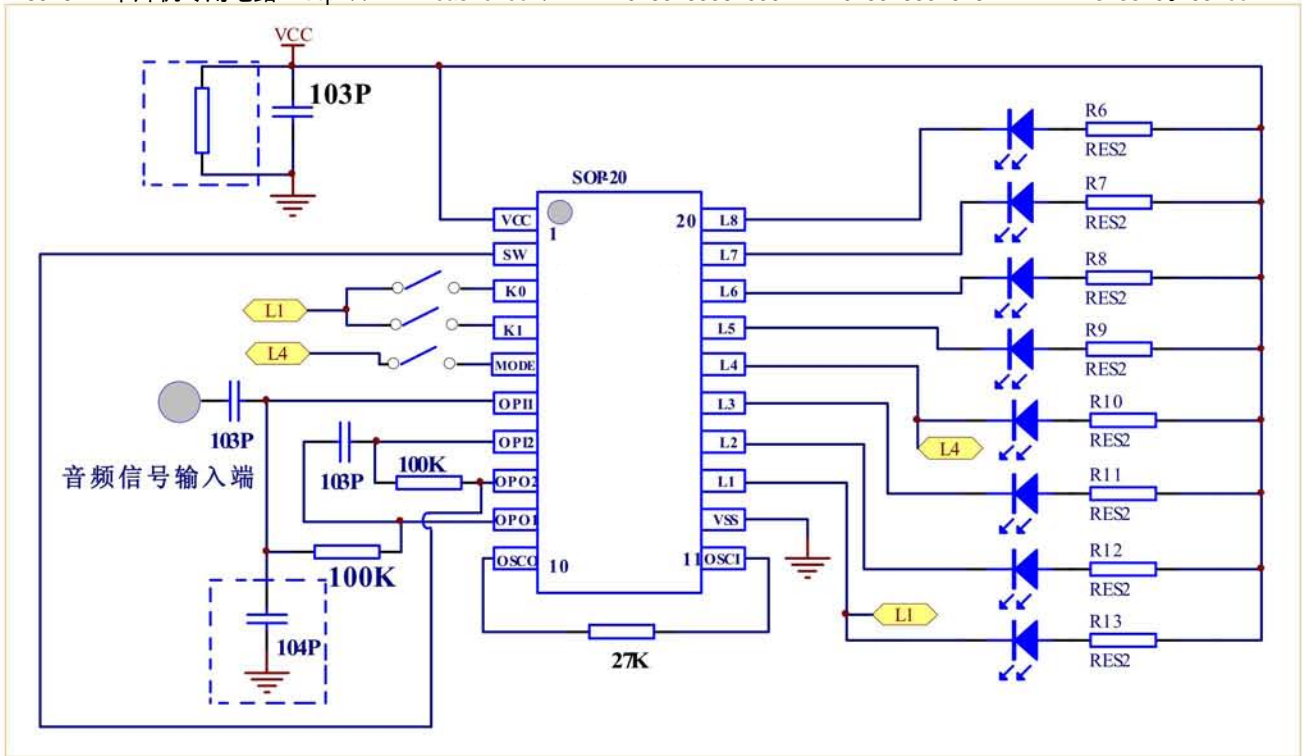 VCC
103P
SOP-20
VCC
1
20
L8
SW
L7
K0
L6
K1
L5
MODE
L4
OPI1
L3
OPI2
L2
OPO2
L1
OPO1
VSS
OSCO
10
11
OSCI
L1
L4
103P
音频信号输入端
103P
100K
100K
104P
27K
L4
L1
R6
RES2
R7
RES2
R8
RES2
R9
RES2
R10
RES2
R11
RES2
R12
RES2
R13
RES2